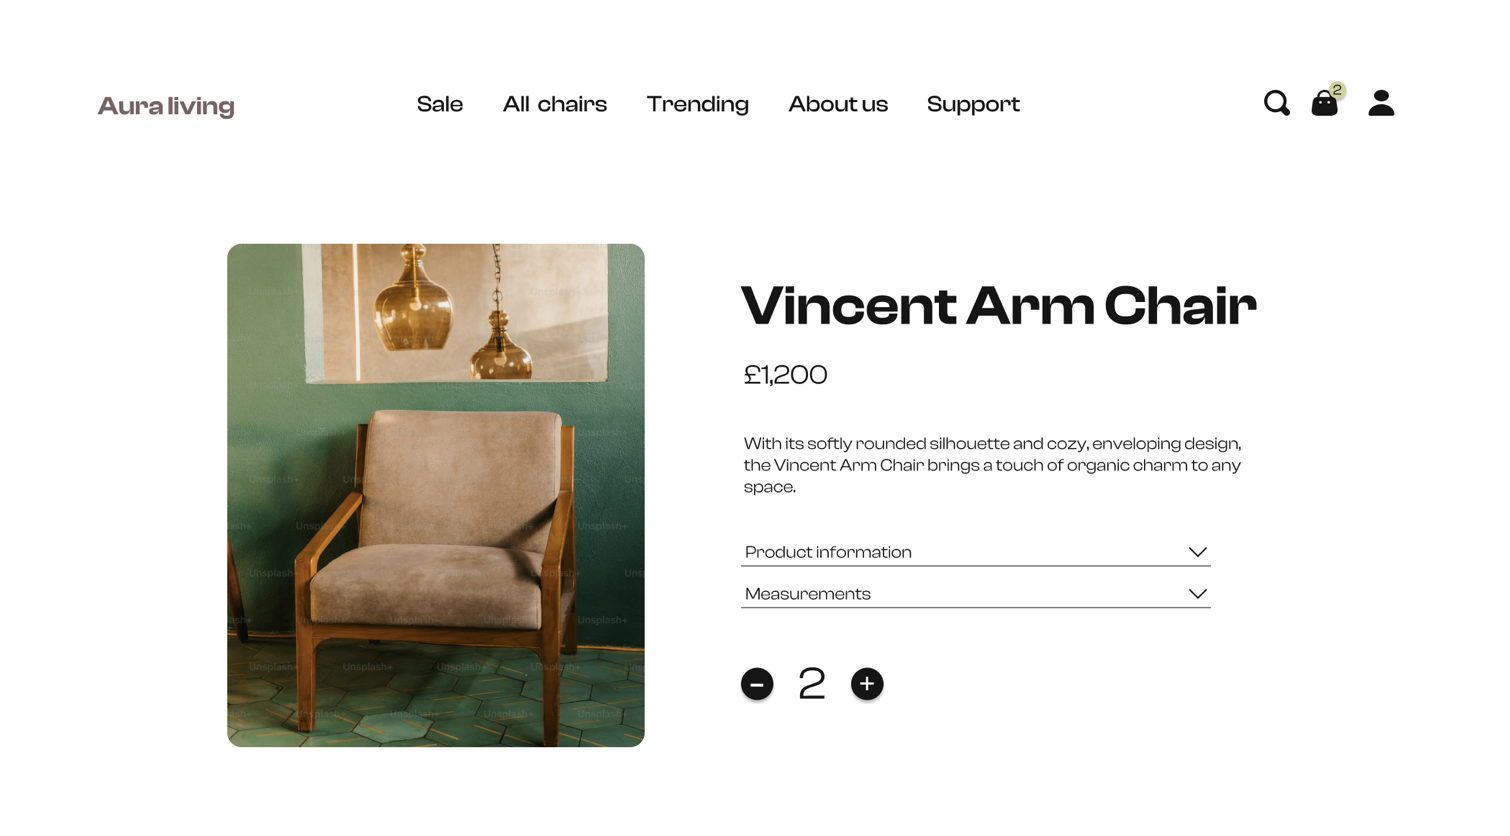 Aura living
Sale All chairs Trending About us Support
2
Vincent Arm Chair
£1,200
With its softly rounded silhouette and cozy, enveloping design,
the Vincent Arm Chair brings a touch of organic charm to any
space.
Product information
Measurements
- 2 +
Unsplash+